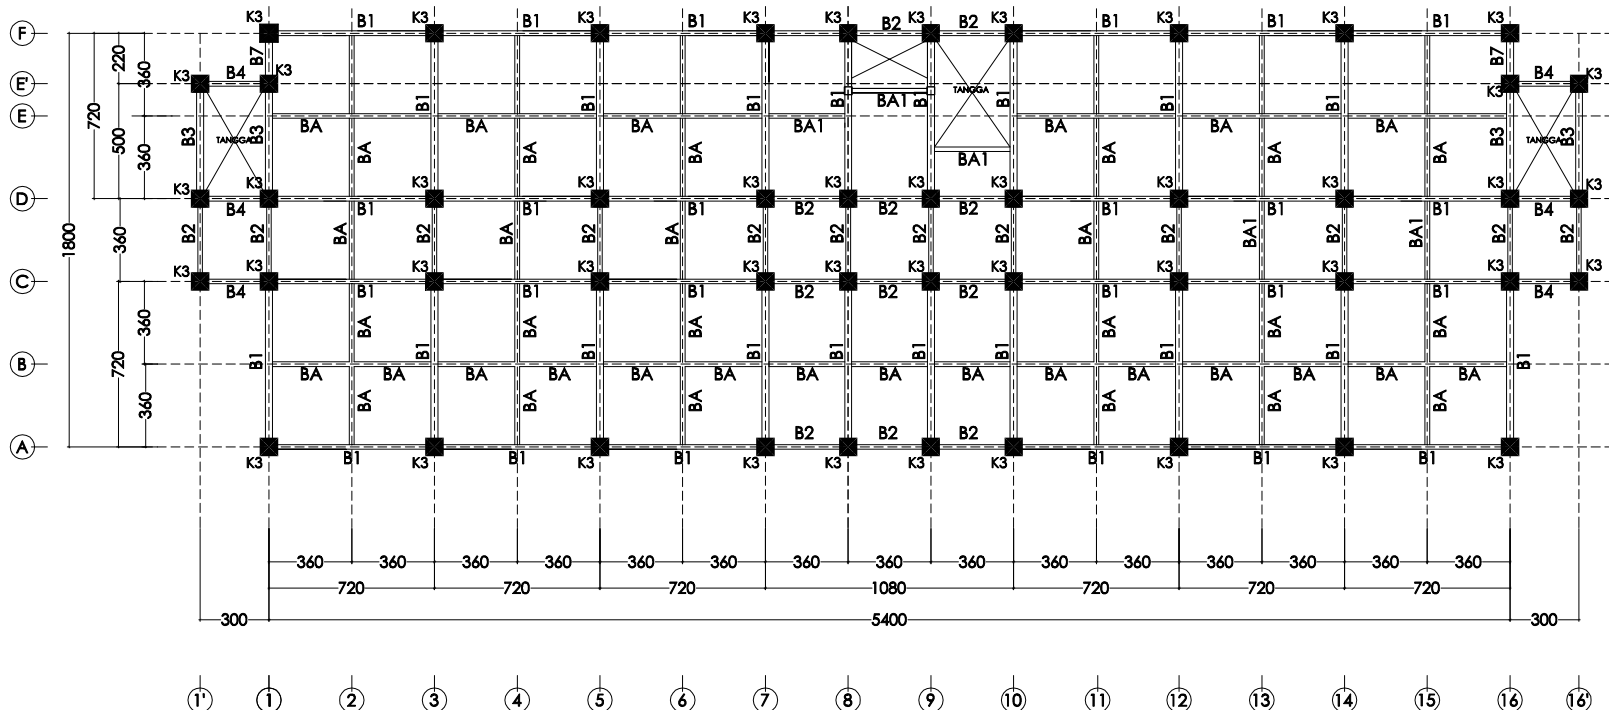 K3 B1 K3 B1 K3 B1 K3 K3 B2 K3 B2 K3 B1 K3 B1 K3 B1 K3
F
220 360 B7 B7
K3 B4 K3 B4 K3
E' K3
TANGGA
B1 B1 B1 BA1 B1 B1 B1 B1
720
E
BA BA BA BA1 BA BA BA
500 B3 TANGGA B3 B3 TANGGA B3
360 BA BA BA BA1 BA BA BA
K3 K3 K3 K3 K3 K3 K3 K3 K3 K3 K3 K3
D
B4 B1 B1 B1 B2 B2 B2 B1 B1 B1 B4
1800 360 B2 B2 BA B2 BA B2 BA B2 B2 B2 B2 BA B2 BA1 B2 BA1 B2 B2
K3 K3 K3 K3 K3 K3 K3 K3 K3 K3 K3 K3
C
B4 B1 B1 B1 B2 B2 B2 B1 B1 B1 B4
360 BA BA BA BA BA BA
720 B1 B1 B1 B1 B1 B1 B1 B1 B1
B
BA BA BA BA BA BA BA BA BA BA BA BA BA BA BA
360 BA BA BA BA BA BA
B2 B2 B2
A
K3 B1 K3 B1 K3 B1 K3 K3 K3 K3 B1 K3 B1 K3 B1 K3
360 360 360 360 360 360 360 360 360 360 360 360 360 360 360
720 720 720 1080 720 720 720
300 5400 300
1' 1 2 3 4 5 6 7 8 9 10 11 12 13 14 15 16 16'